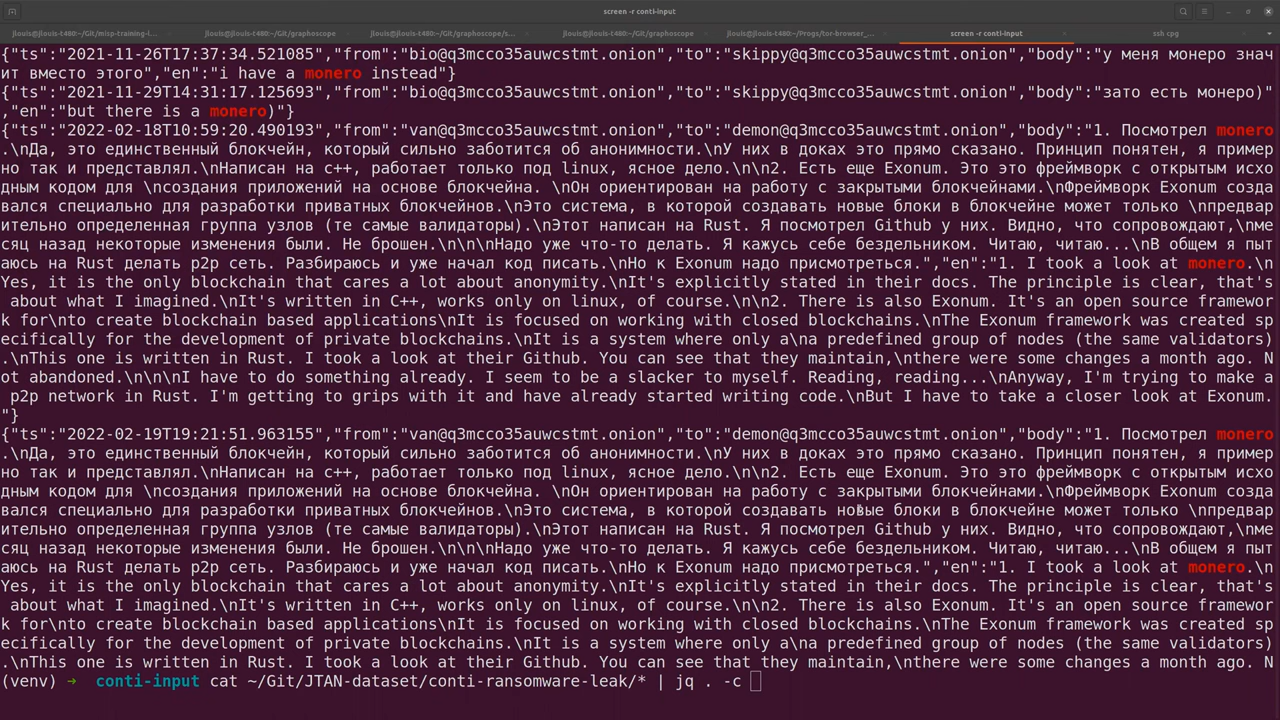 screen -r conti-input
jlouis@jlouis-t480: ~/Git/misp-training-l...
jlouis@jlouis-t480: ~/Git/graphoscope
jlouis@jlouis-t480: ~/Git/graphoscope/s...
jlouis@jlouis-t480: ~/Git/graphoscope
jlouis@jlouis-t480: ~/Progs/tor-browser_...
screen -r conti-input
ssh cpg
{"ts":"2021-11-26T17:37:34.521085","from":"bio@q3mcco35auwcstmt.onion","to":"skippy@q3mcco35auwcstmt.onion","body":"у меня монеро знач
ит вместо этого","en":"i have a monero instead"}
{"ts":"2021-11-29T14:31:17.125693","from":"bio@q3mcco35auwcstmt.onion","to":"skippy@q3mcco35auwcstmt.onion","body":"зато есть монеро)"
,"en":"but there is a monero)"}
{"ts":"2022-02-18T10:59:20.490193","from":"van@q3mcco35auwcstmt.onion","to":"demon@q3mcco35auwcstmt.onion","body":"1. Посмотрел monero
.\nДа, это единственный блокчейн, который сильно заботится об анонимности.\nУ них в доках это прямо сказано. Принцип понятен, я пример
но так и представлял.\nНаписан на с++, работает только под linux, ясное дело.\n\n2. Есть еще Exonum. Это это фреймворк с открытым исхо
дным кодом для \nсоздания приложений на основе блокчейна. \nОн ориентирован на работу с закрытыми блокчейнами.\nФреймворк Exonum созда
вался специально для разработки приватных блокчейнов.\nЭто система, в которой создавать новые блоки в блокчейне может только \nпредвар
ительно определенная группа узлов (те самые валидаторы).\nЭтот написан на Rust. Я посмотрел Github у них. Видно, что сопровождают,\nме
сяц назад некоторые изменения были. Не брошен.\n\n\nНадо уже что-то делать. Я кажусь себе бездельником. Читаю, читаю...\nВ общем я пыт
аюсь на Rust делать p2p сеть. Разбираюсь и уже начал код писать.\nНо к Exonum надо присмотреться.","en":"1. I took a look at monero.\n
Yes, it is the only blockchain that cares a lot about anonymity.\nIt's explicitly stated in their docs. The principle is clear, that's
 about what I imagined.\nIt's written in C++, works only on linux, of course.\n\n2. There is also Exonum. It's an open source framewor
k for\nto create blockchain based applications\nIt is focused on working with closed blockchains.\nThe Exonum framework was created sp
ecifically for the development of private blockchains.\nIt is a system where only a\na predefined group of nodes (the same validators)
.\nThis one is written in Rust. I took a look at their Github. You can see that they maintain,\nthere were some changes a month ago. N
ot abandoned.\n\n\nI have to do something already. I seem to be a slacker to myself. Reading, reading...\nAnyway, I'm trying to make a
 p2p network in Rust. I'm getting to grips with it and have already started writing code.\nBut I have to take a closer look at Exonum.
"}
{"ts":"2022-02-19T19:21:51.963155","from":"van@q3mcco35auwcstmt.onion","to":"demon@q3mcco35auwcstmt.onion","body":"1. Посмотрел monero
.\nДа, это единственный блокчейн, который сильно заботится об анонимности.\nУ них в доках это прямо сказано. Принцип понятен, я пример
но так и представлял.\nНаписан на с++, работает только под linux, ясное дело.\n\n2. Есть еще Exonum. Это это фреймворк с открытым исхо
дным кодом для \nсоздания приложений на основе блокчейна. \nОн ориентирован на работу с закрытыми блокчейнами.\nФреймворк Exonum созда
вался специально для разработки приватных блокчейнов.\nЭто система, в которой создавать новые блоки в блокчейне может только \nпредвар
ительно определенная группа узлов (те самые валидаторы).\nЭтот написан на Rust. Я посмотрел Github у них. Видно, что сопровождают,\nме
сяц назад некоторые изменения были. Не брошен.\n\n\nНадо уже что-то делать. Я кажусь себе бездельником. Читаю, читаю...\nВ общем я пыт
аюсь на Rust делать p2p сеть. Разбираюсь и уже начал код писать.\nНо к Exonum надо присмотреться.","en":"1. I took a look at monero.\n
Yes, it is the only blockchain that cares a lot about anonymity.\nIt's explicitly stated in their docs. The principle is clear, that's
 about what I imagined.\nIt's written in C++, works only on linux, of course.\n\n2. There is also Exonum. It's an open source framewor
k for\nto create blockchain based applications\nIt is focused on working with closed blockchains.\nThe Exonum framework was created sp
ecifically for the development of private blockchains.\nIt is a system where only a\na predefined group of nodes (the same validators)
.\nThis one is written in Rust. I took a look at their Github. You can see that they maintain,\nthere were some changes a month ago. N
(venv) → conti-input cat ~/Git/JTAN-dataset/conti-ransomware-leak/* | jq . -c